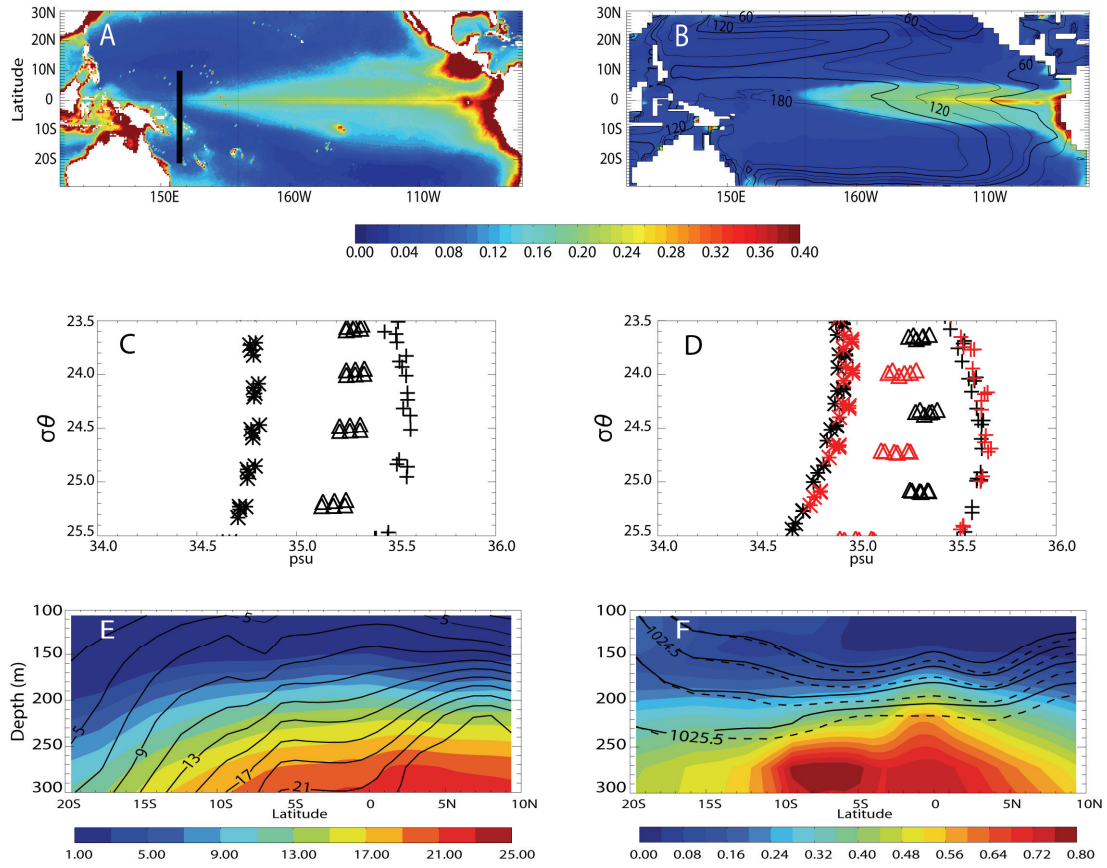 A
B
30N
20N
10N
0
10S
20S
Latitude
150E
160W
110W
30N
20N
10N
0
10S
20S
150E
160W
110W
60
120
60
180
120
120
0.00 0.04 0.08 0.12 0.16 0.20 0.24 0.28 0.32 0.36 0.40
C
23.5
24.0
24.5
25.0
25.5
σθ
34.0 34.5 35.0 35.5 36.0
psu
D
23.5
24.0
24.5
25.0
25.5
σθ
34.0 34.5 35.0 35.5 36.0
psu
E
100
150
200
250
300
Depth (m)
5
5
5
9
13
17
21
20S 15S 10S 5S 0 5N 10N
Latitude
1.00 5.00 9.00 13.00 17.00 21.00 25.00
F
100
150
200
250
300
1024.5
1025.5
20S 15S 10S 5S 0 5N 10N
Latitude
0.00 0.08 0.16 0.24 0.32 0.40 0.48 0.56 0.64 0.72 0.80